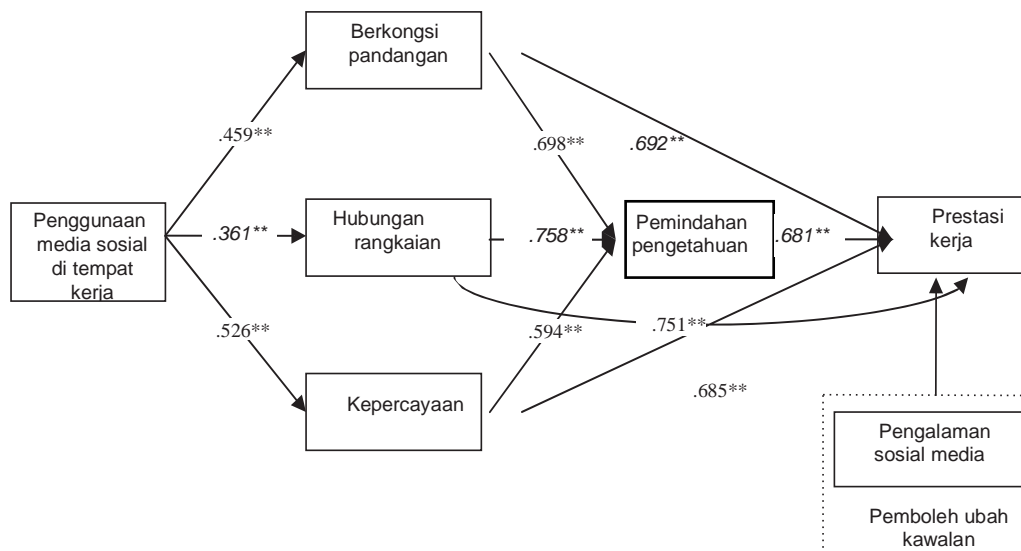 Berkongsi
pandangan
.459**
.698**
.692**
Penggunaan
media sosial
di tempat
kerja
.361**
Hubungan
rangkaian
.758**
Pemindahan
pengetahuan
.681**
Prestasi
kerja
.526**
.594**
.751**
Kepercayaan
.685**
Pengalaman
sosial media
Pemboleh ubah
kawalan